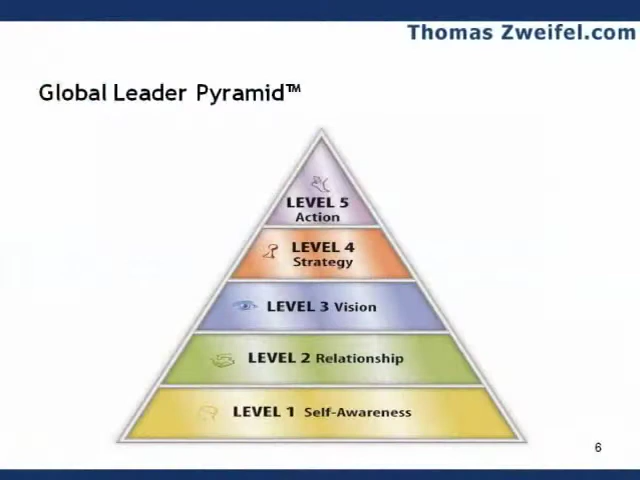 Thomas Zweifel.com
Global Leader Pyramid™
LEVEL 5
Action
LEVEL 4
Strategy
LEVEL 3 Vision
LEVEL 2 Relationship
LEVEL 1 Self-Awareness
6